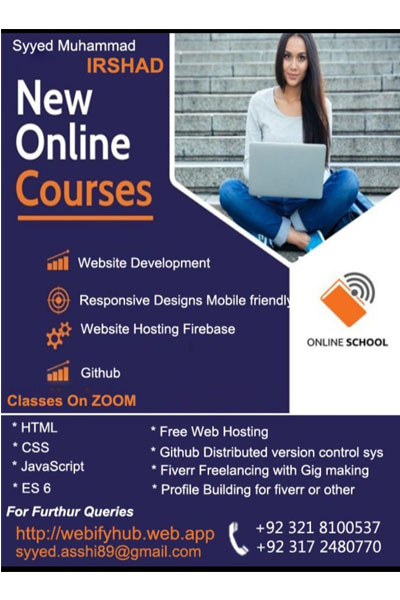 Syyed Muhammad
IRSHAD
New
Online
Courses
Website Development
Responsive Designs Mobile friendly
Website Hosting Firebase
Github
ONLINE SCHOOL
Classes On ZOOM
* HTML
* CSS
* JavaScript
* ES 6
* Free Web Hosting
* Github Distributed version control sys
* Fiverr Freelancing with Gig making
* Profile Building for fiverr or other
For Furthur Queries
http://webifyhub.web.app
syyed.asshi89@gmail.com
+92 321 8100537
+92 317 2480770